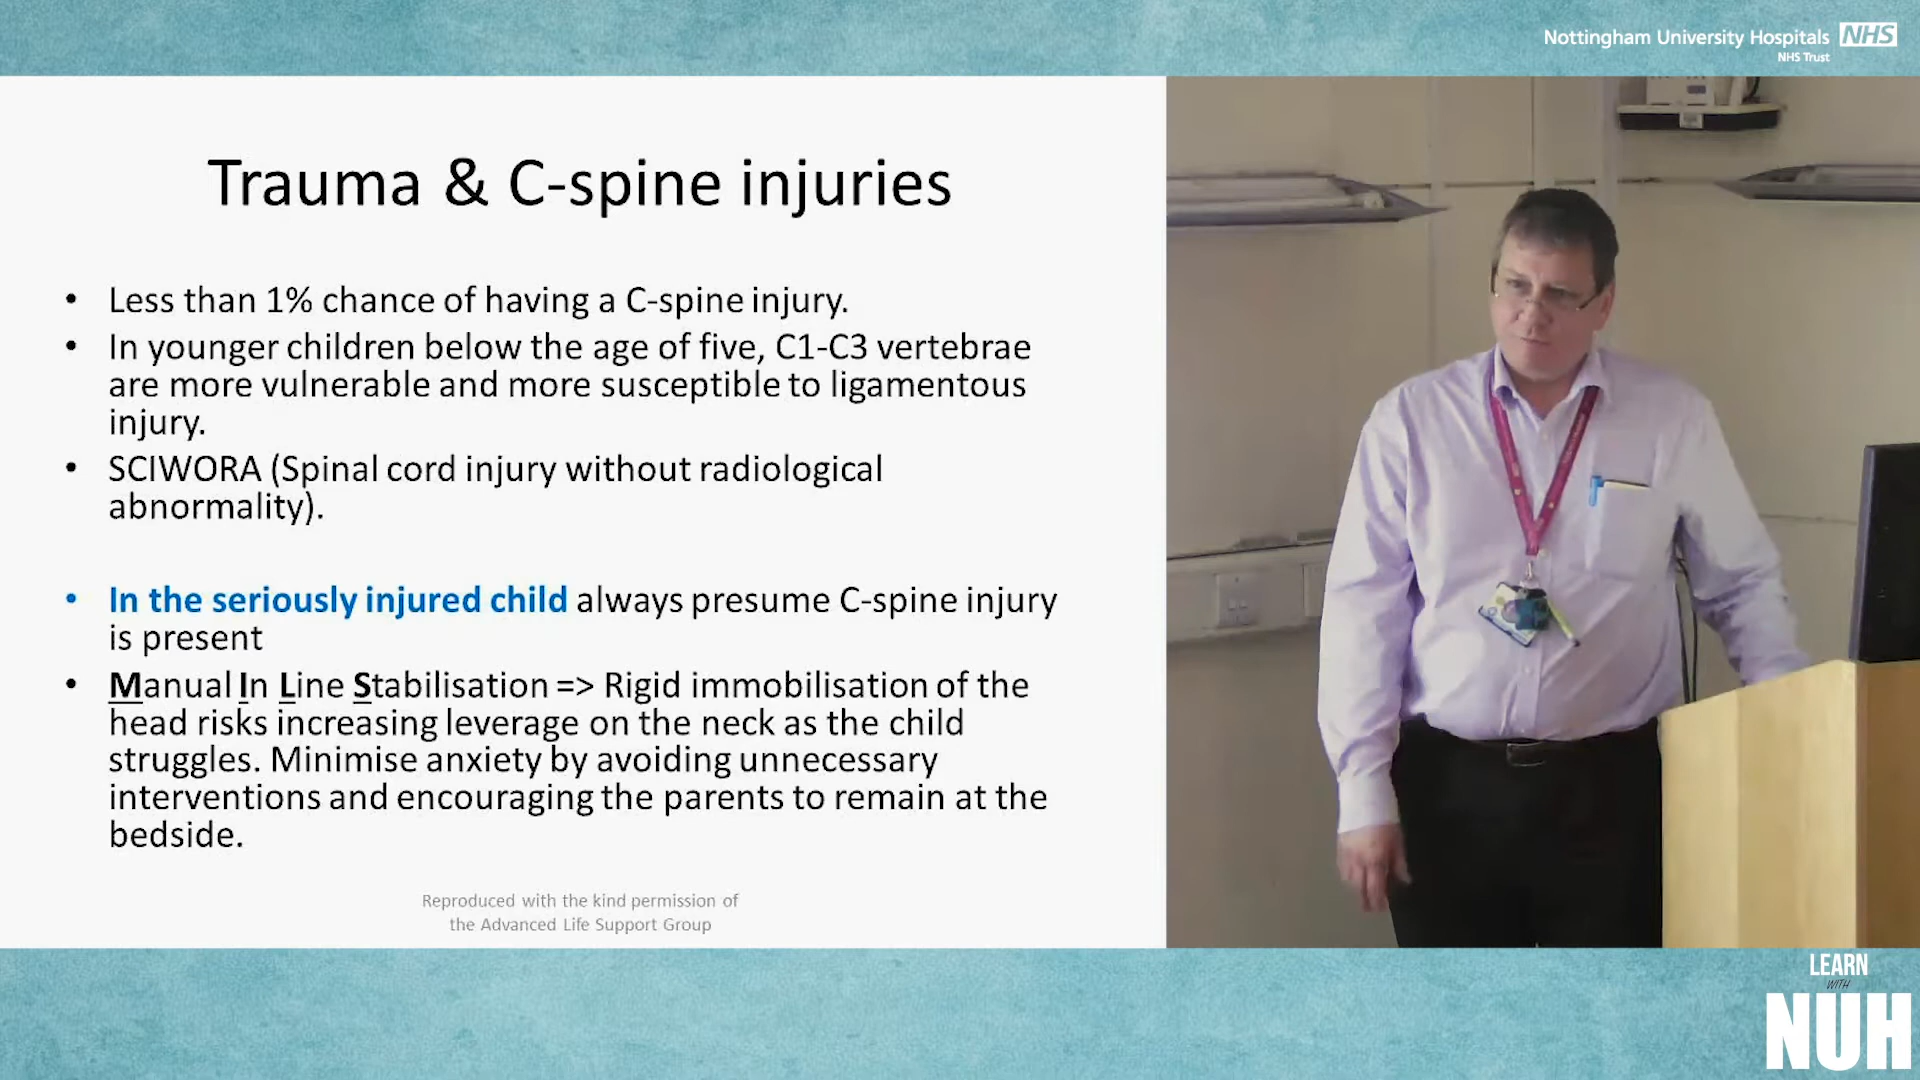 Nottingham University Hospitals NHS
NHS Trust
Trauma & C-spine injuries
• Less than 1% chance of having a C-spine injury.
• In younger children below the age of five, C1-C3 vertebrae
are more vulnerable and more susceptible to ligamentous
injury.
• SCIWORA (Spinal cord injury without radiological
abnormality).
• In the seriously injured child always presume C-spine injury
is present
• Manual In Line Stabilisation => Rigid immobilisation of the
head risks increasing leverage on the neck as the child
struggles. Minimise anxiety by avoiding unnecessary
interventions and encouraging the parents to remain at the
bedside.
Reproduced with the kind permission of
the Advanced Life Support Group
LEARN
WITH
NUH